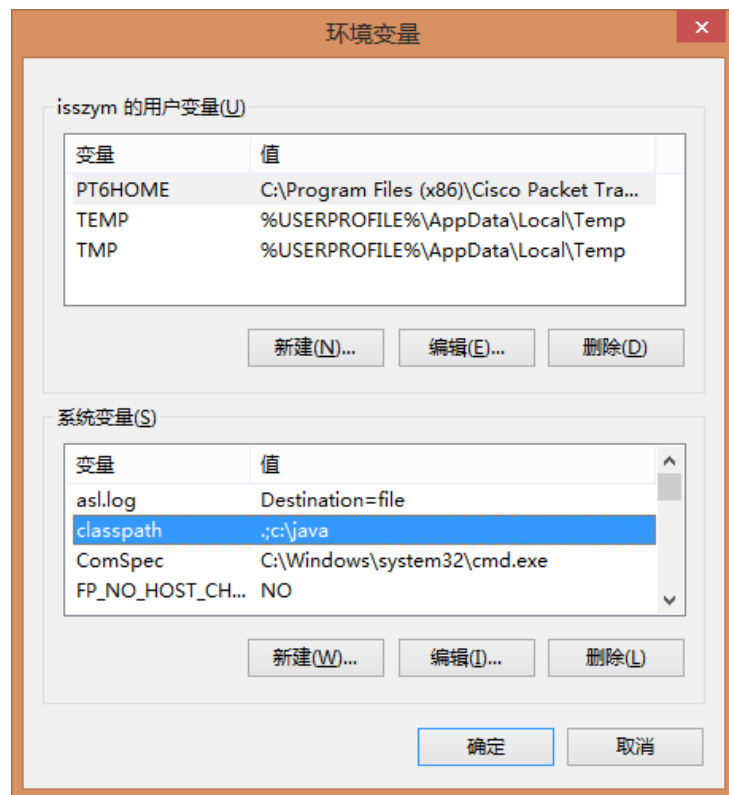 环境变量
isszym 的用户变量(U)
变量 值
PT6HOME C:\Program Files (x86)\Cisco Packet Tra...
TEMP %USERPROFILE%\AppData\Local\Temp
TMP %USERPROFILE%\AppData\Local\Temp
新建(N)... 编辑(E)... 删除(D)
系统变量(S)
变量 值
asl.log Destination=file
classpath .;c:\java
ComSpec C:\Windows\system32\cmd.exe
FP_NO_HOST_CH... NO
新建(W)... 编辑(I)... 删除(L)
确定 取消